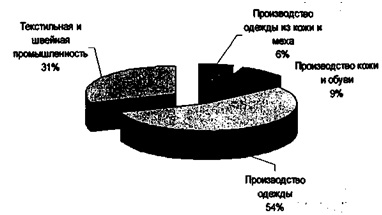 Текстильная и
швейная
промышленность
31%
Производство
одежды из кожи и
меха
6%
Производство кожи
и обуви
9%
Производство
одежды
54%